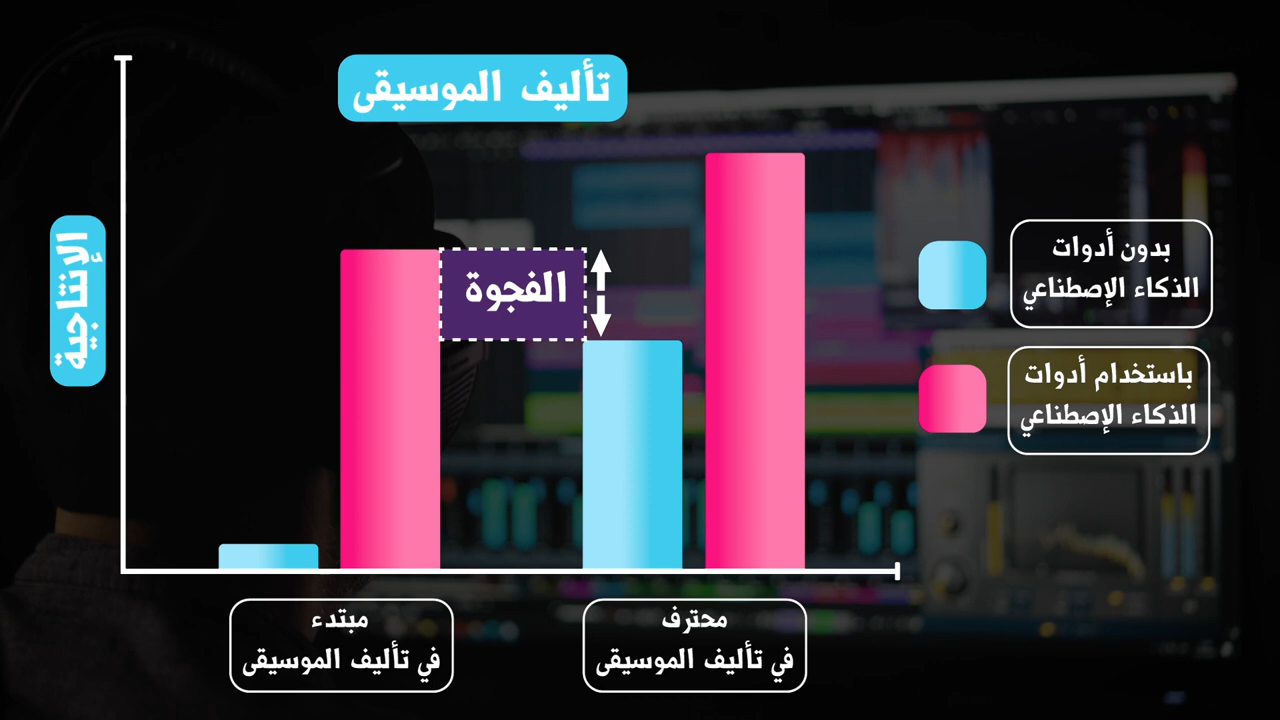 تأليف الموسيقى
الإنتاجية
الفجوة
بدون أدوات
الذكاء الإصطناعي
باستخدام أدوات
الذكاء الإصطناعي
مبتدء
في تأليف الموسيقى
محترف
في تأليف الموسيقى